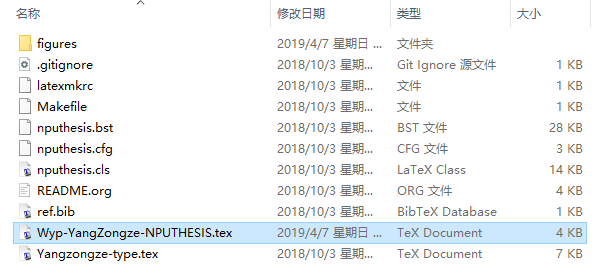 名称 修改日期 类型 大小
figures 2019/4/7 星期日 ... 文件夹
.gitignore 2018/10/3 星期... Git Ignore 源文件 1 KB
latexmkrc 2018/10/3 星期... 文件 1 KB
Makefile 2018/10/3 星期... 文件 1 KB
nputhesis.bst 2018/10/3 星期... BST 文件 28 KB
nputhesis.cfg 2018/10/3 星期... CFG 文件 3 KB
nputhesis.cls 2018/10/3 星期... LaTeX Class 14 KB
README.org 2018/10/3 星期... ORG 文件 4 KB
ref.bib 2018/10/3 星期... BibTeX Database 1 KB
Wyp-YangZongze-NPUTHESIS.tex 2019/4/7 星期日 ... TeX Document 4 KB
Yangzongze-type.tex 2018/10/3 星期... TeX Document 7 KB